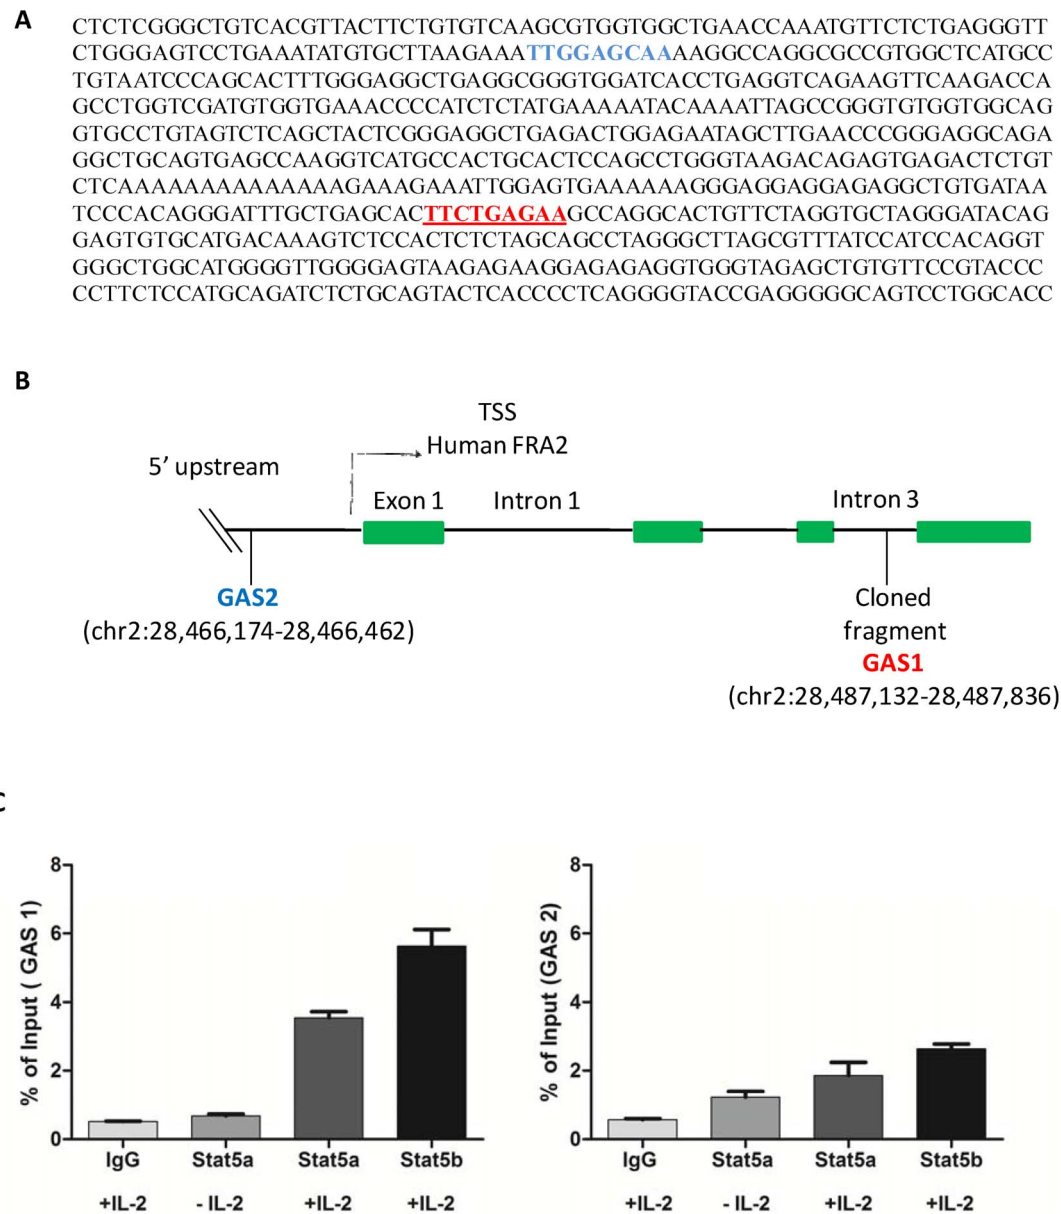 A
CTCTCGGGCTGTCACGTTACTTCTGTGTCAAGCGTGGTGGCTGAACCAAATGTTCTCTGAGGGTT
CTGGGAGTCCTGAAATATGTGCTTAAGAAATTGGAGCAAAAGGCCAGGCGCCGTGGCTCATGCC
TGTAATCCCAGCACTTTGGGAGGCTGAGGCGGGTGGATCACCTGAGGTCAGAAGTTCAAGACCA
GCCTGGTCGATGTGGTGAAACCCCATCTCTATGAAAAATACAAAATTAGCCGGGTGTGGTGGCAG
GTGCCTGTAGTCTCAGCTACTCGGGAGGCTGAGACTGGAGAATAGCTTGAACCCGGGAGGCAGA
GGCTGCAGTGAGCCAAGGTCATGCCACTGCACTCCAGCCTGGGTAAGACAGAGTGAGACTCTGT
CTCAAAAAAAAAAAAAAGAAAGAAATTGGAGTGAAAAAAGGGAGGAGGAGAGGCTGTGATAA
TCCCACAGGGATTTGCTGAGCACTTCTGAGAAGCCAGGCACTGTTCTAGGTGCTAGGGATACAG
GAGTGTGCATGACAAAGTCTCCACTCTCTAGCAGCCTAGGGCTTAGCGTTTATCCATCCACAGGT
GGGCTGGCATGGGGTTGGGGAGTAAGAGAAGGAGAGAGGTGGGTAGAGCTGTGTTCCGTACCC
CCTTCTCCATGCAGATCTCTGCAGTACTCACCCCTCAGGGGTACCGAGGGGGCAGTCCTGGCACC
B
TSS
Human FRA2
5' upstream
Exon 1
Intron 1
Intron 3
GAS2
(chr2:28,466,174-28,466,462)
Cloned
fragment
GAS1
(chr2:28,487,132-28,487,836)
C
% of Input ( GAS 1)
8
6
4
2
0
IgG Stat5a Stat5a Stat5b
+IL-2 - IL-2 +IL-2 +IL-2
% of Input (GAS 2)
8
6
4
2
0
IgG Stat5a Stat5a Stat5b
+IL-2 - IL-2 +IL-2 +IL-2